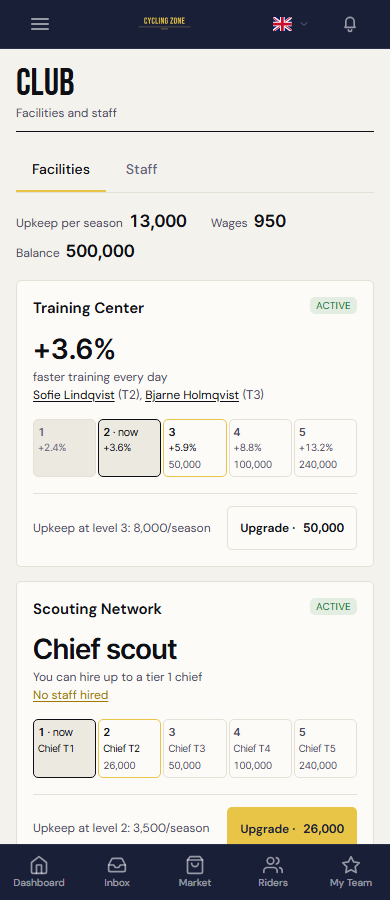 CYCLING ZONE
CLUB
Facilities and staff
Facilities Staff
Upkeep per season 13,000 Wages 950
Balance 500,000
Training Center ACTIVE
+3.6%
faster training every day
Sofie Lindqvist (T2), Bjarne Holmqvist (T3)
1 2 · now 3 4 5
+2.4% +3.6% +5.9% +8.8% +13.2%
50,000 100,000 240,000
Upkeep at level 3: 8,000/season Upgrade · 50,000
Scouting Network ACTIVE
Chief scout
You can hire up to a tier 1 chief
No staff hired
1 · now 2 3 4 5
Chief T1 Chief T2 Chief T3 Chief T4 Chief T5
26,000 50,000 100,000 240,000
Upkeep at level 2: 3,500/season Upgrade · 26,000
Dashboard Inbox Market Riders My Team